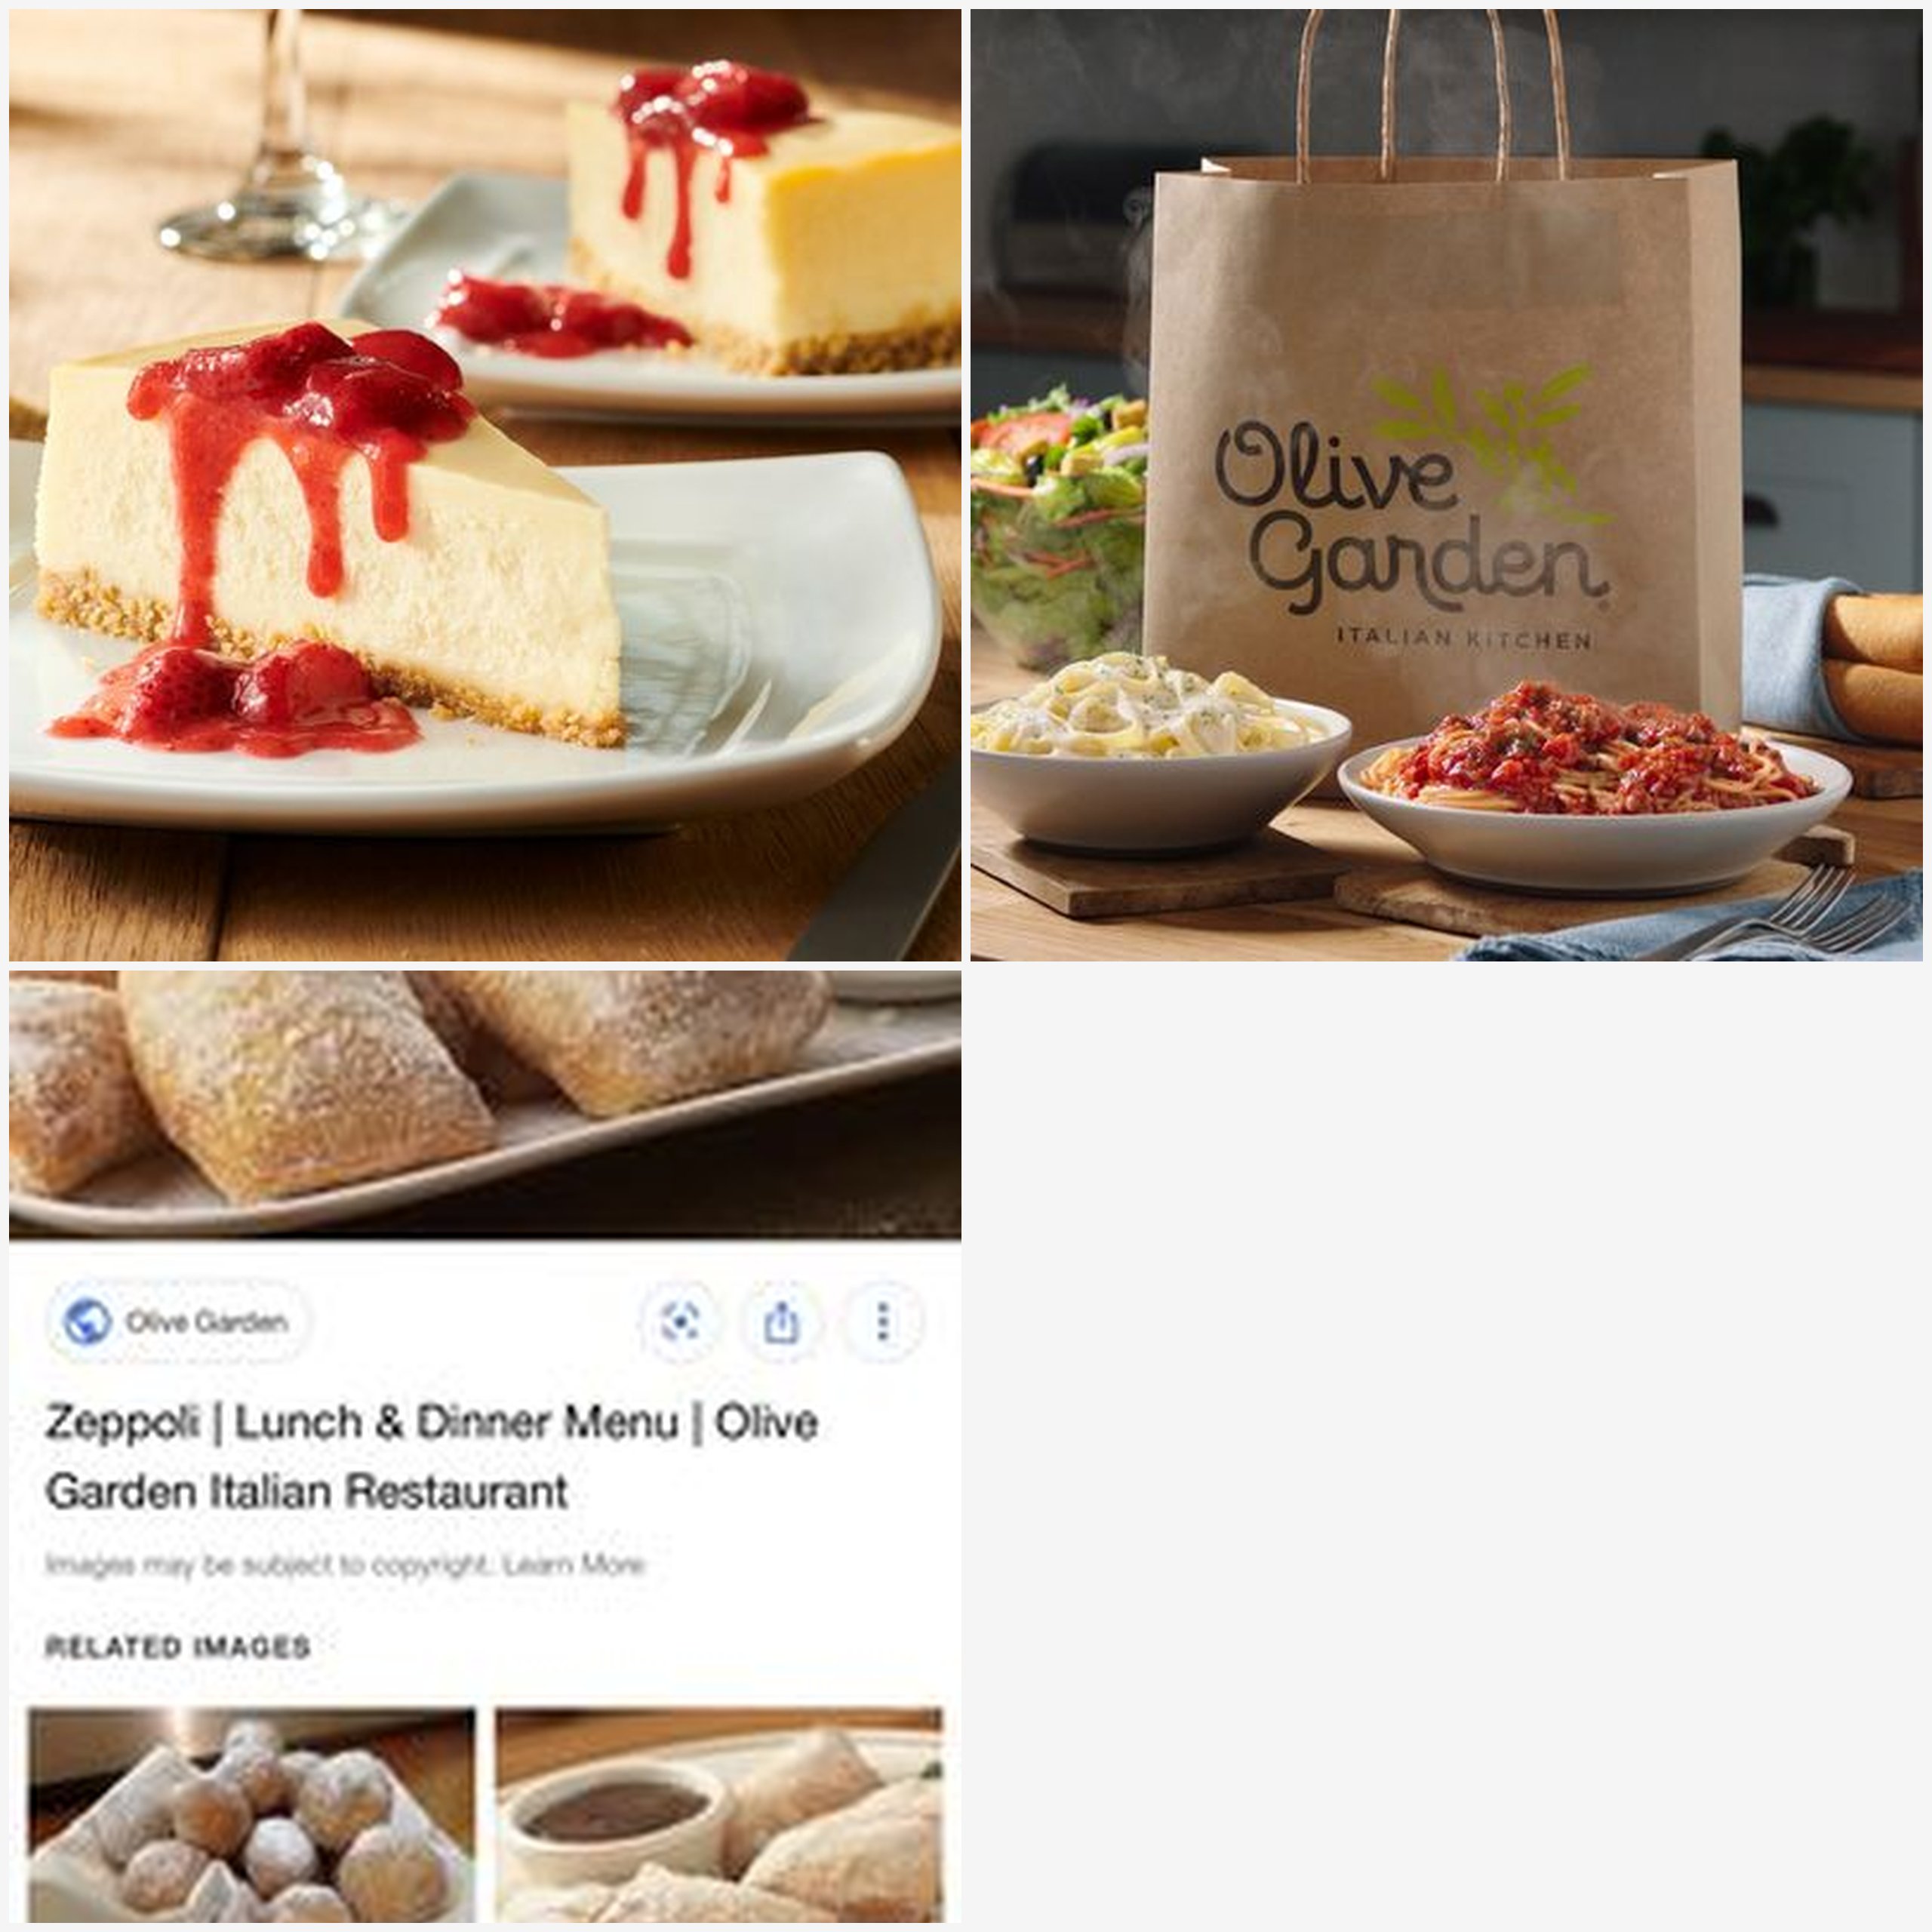 Olive
Garden
ITALIAN KITCHEN
Olive Garden
Zeppoli | Lunch & Dinner Menu | Olive
Garden Italian Restaurant
Images may be subject to copyright. Learn More
RELATED IMAGES